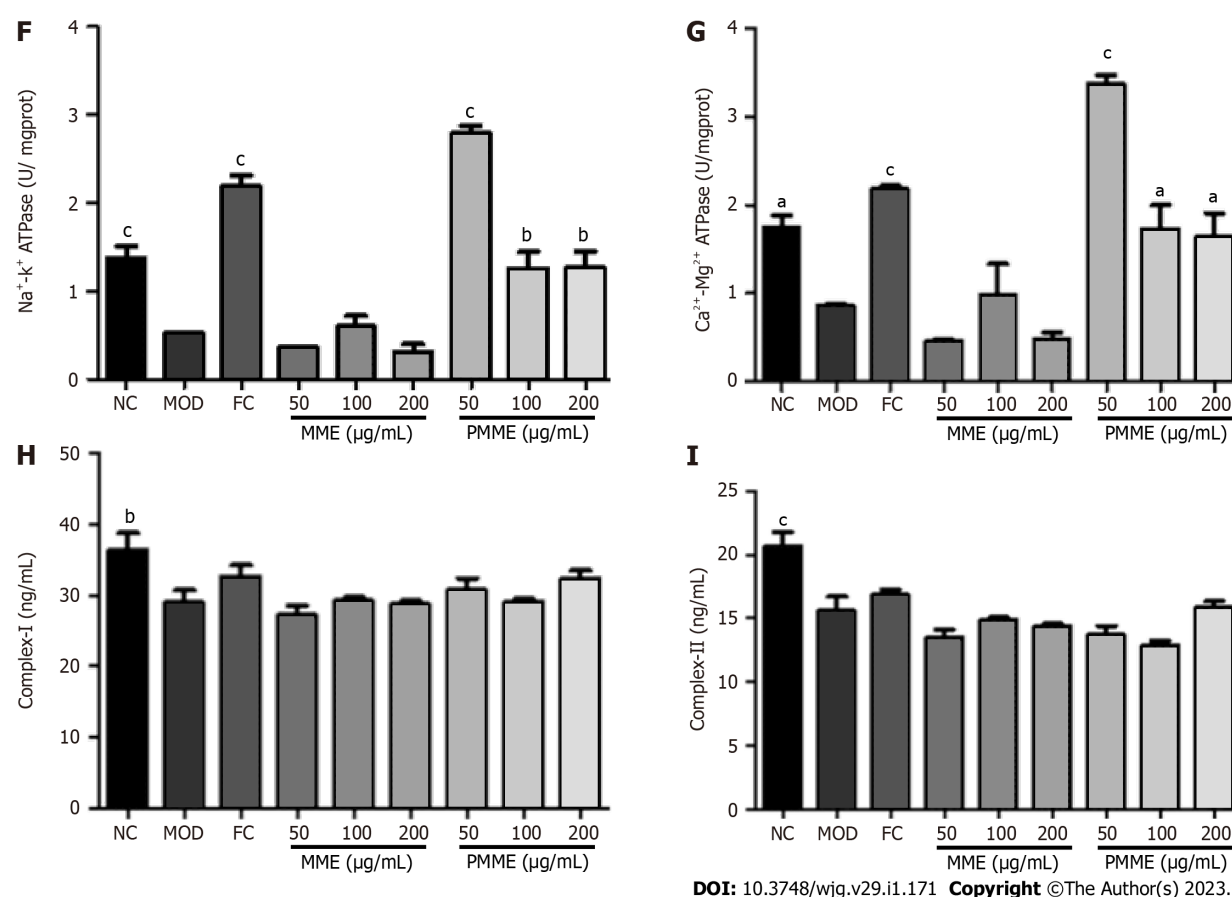 F
Na⁺-k⁺ ATPase (U/ mgprot)
4
3
2
1
0
c
c
c
b
b
NC MOD FC 50 100 200 50 100 200
MME (µg/mL) PMME (µg/mL)
G
Ca²⁺-Mg²⁺ ATPase (U/mgprot)
4
3
2
1
0
a
c
c
a
a
NC MOD FC 50 100 200 50 100 200
MME (µg/mL) PMME (µg/mL)
H
Complex-I (ng/mL)
50
40
30
20
10
0
b
NC MOD FC 50 100 200 50 100 200
MME (µg/mL) PMME (µg/mL)
I
Complex-II (ng/mL)
25
20
15
10
5
0
c
NC MOD FC 50 100 200 50 100 200
MME (µg/mL) PMME (µg/mL)
DOI: 10.3748/wjg.v29.i1.171 Copyright ©The Author(s) 2023.